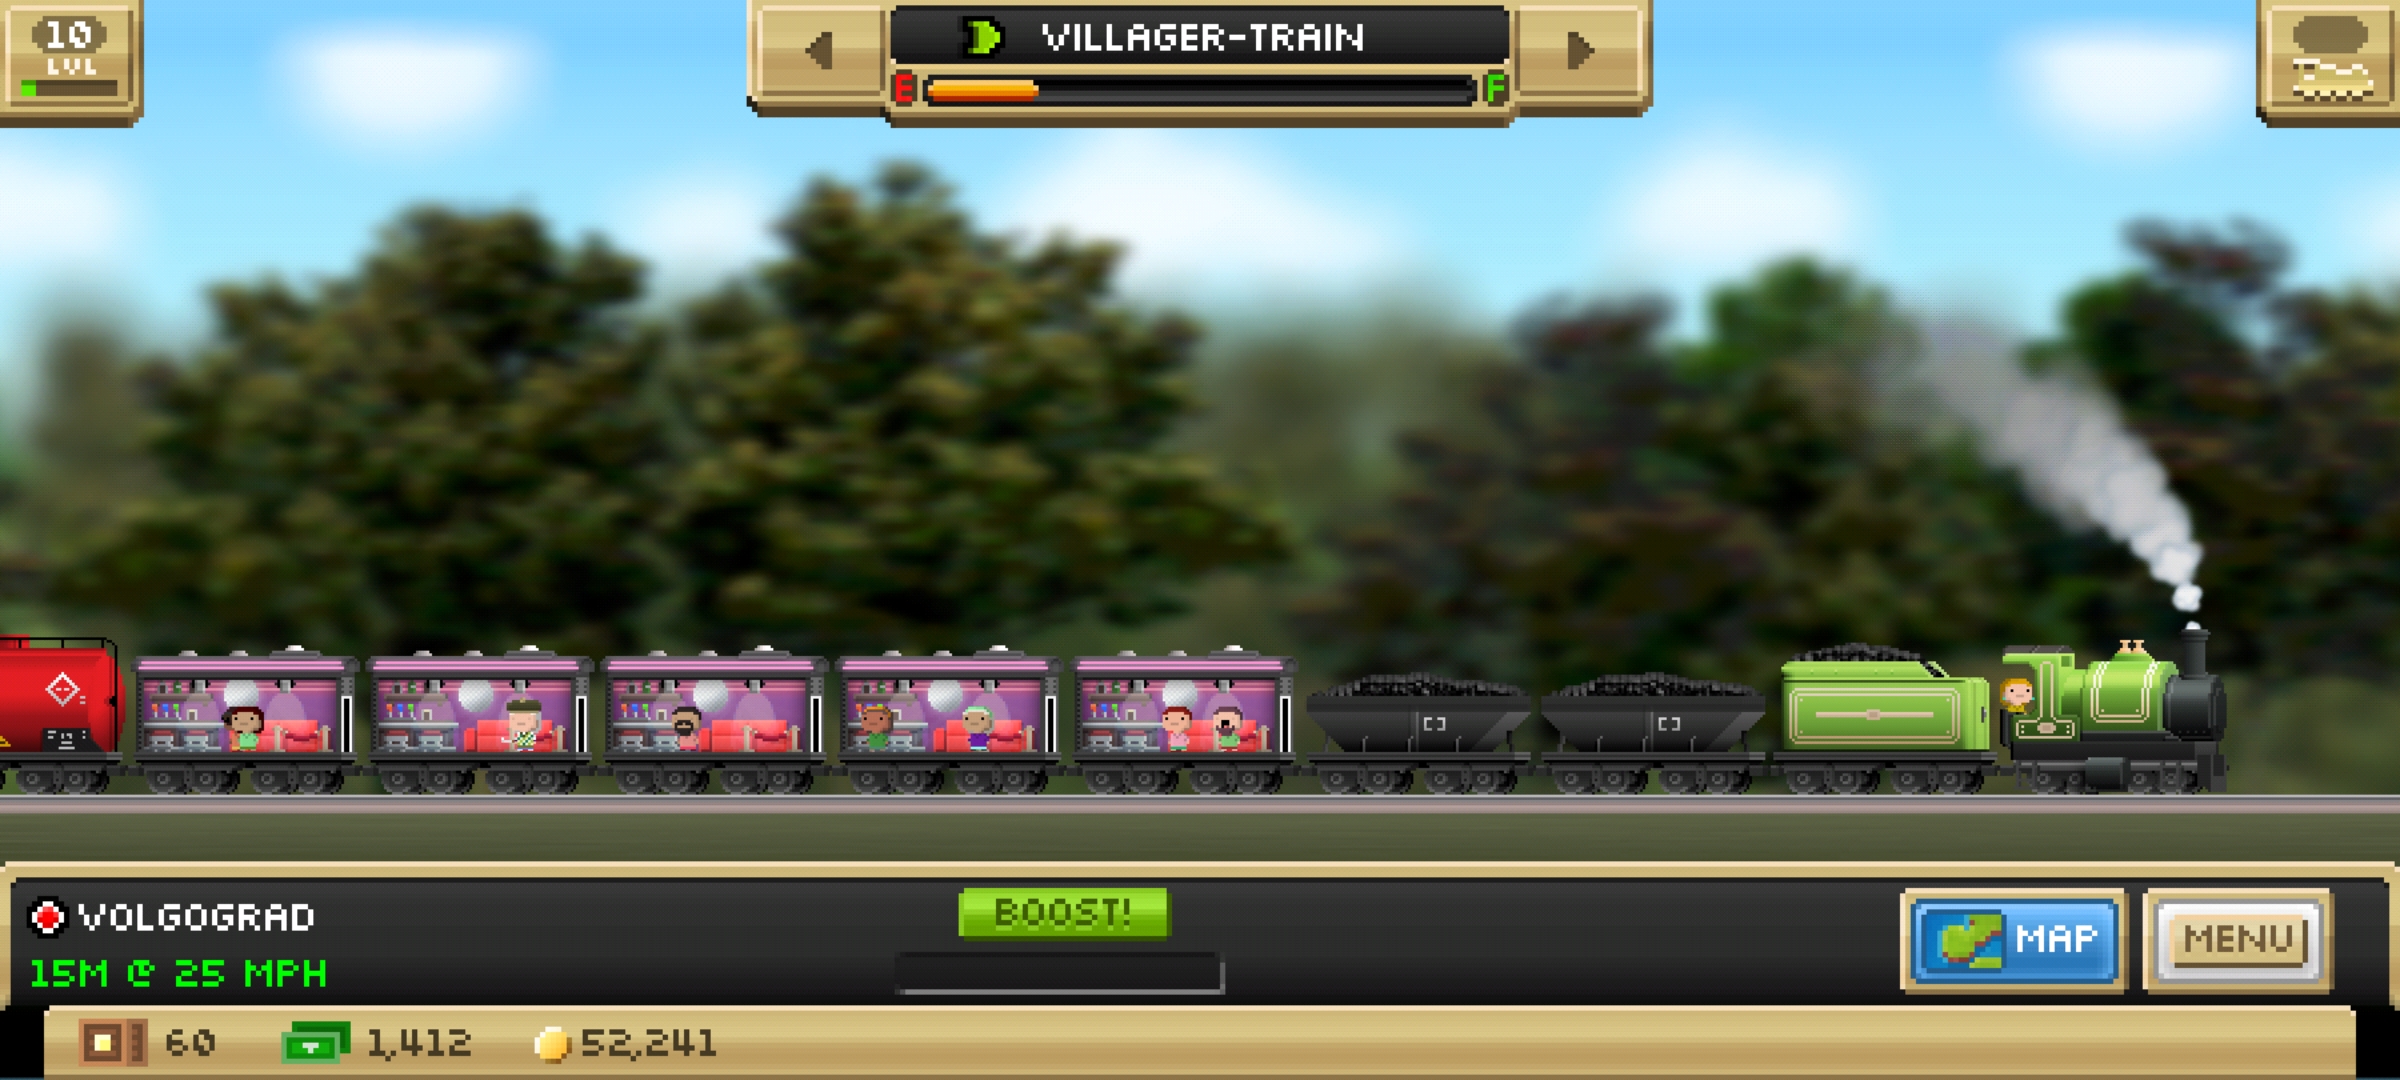 10
LVL
VILLAGER-TRAIN
E F
VOLGOGRAD
15M @ 25 MPH
BOOST!
MAP
MENU
60 1,412 52,241